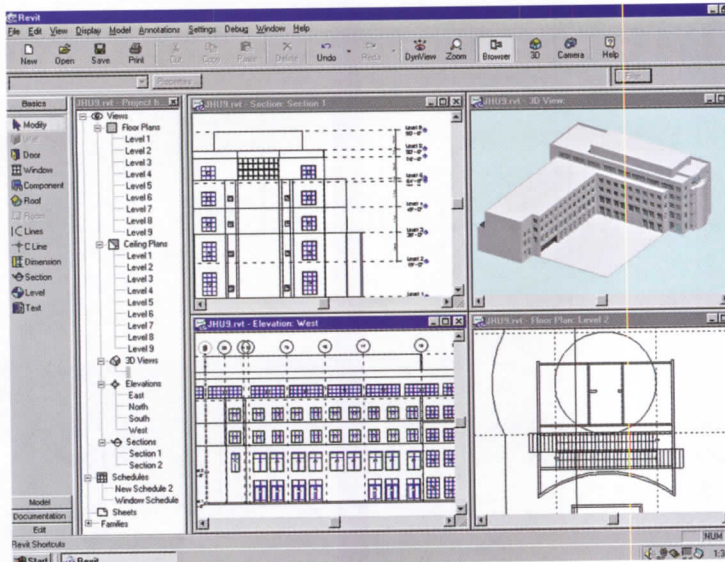 Revit
File Edit View Display Model Annotations Settings Debug Window Help
New Open Save Print Cut Copy Paste Delete Undo Redo DynView Zoom Browser 3D Camera Help
Properties...
Basics
Modify
Door
Window
Component
Roof
Room
Lines
C Line
Dimension
Section
Level
Text
Model
Documentation
Edit
JHU9.rvt - Project b...
Views
Floor Plans
Level 1
Level 2
Level 3
Level 4
Level 5
Level 6
Level 7
Level 8
Level 9
Ceiling Plans
Level 1
Level 2
Level 3
Level 4
Level 5
Level 6
Level 7
Level 8
Level 9
3D Views
Elevations
East
North
South
West
Sections
Section 1
Section 2
Schedules
New Schedule 2
Window Schedule
Sheets
Families
JHU9.rvt - Section: Section 1
JHU9.rvt - 3D View:
JHU9.rvt - Elevation: West
JHU9.rvt - Floor Plan: Level 2
Revit Shortcuts
NUM
Start Revit